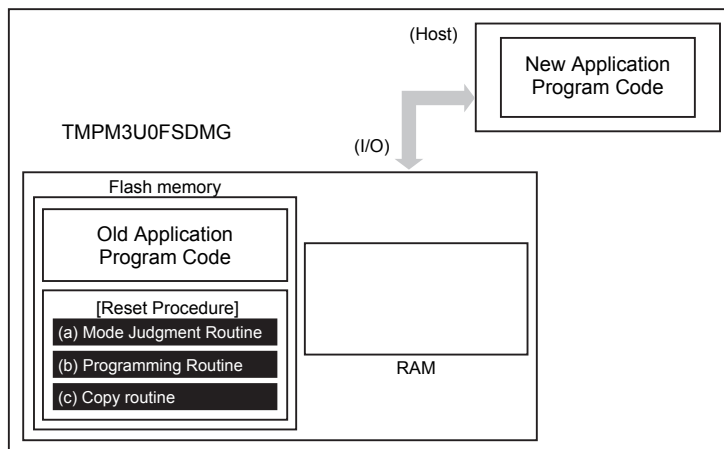 (Host)
New Application
Program Code
TMPM3U0FSDMG
(I/O)
Flash memory
Old Application
Program Code
[Reset Procedure]
(a) Mode Judgment Routine
(b) Programming Routine
(c) Copy routine
RAM